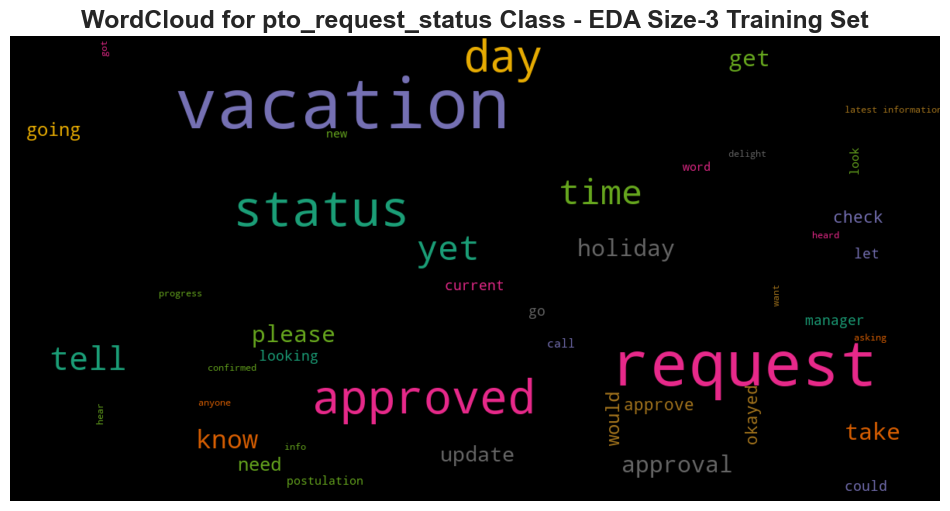 WordCloud for pto_request_status Class - EDA Size-3 Training Set
got
day
get
vacation
latest information
going
new
delight
look
word
time
status
check
heard
yet
holiday
let
current
progress
want
go
manager
please
call
asking
looking
tell
request
confirmed
approved
anyone
hear
would
approve
okayed
know
take
info
update
need
approval
postulation
could